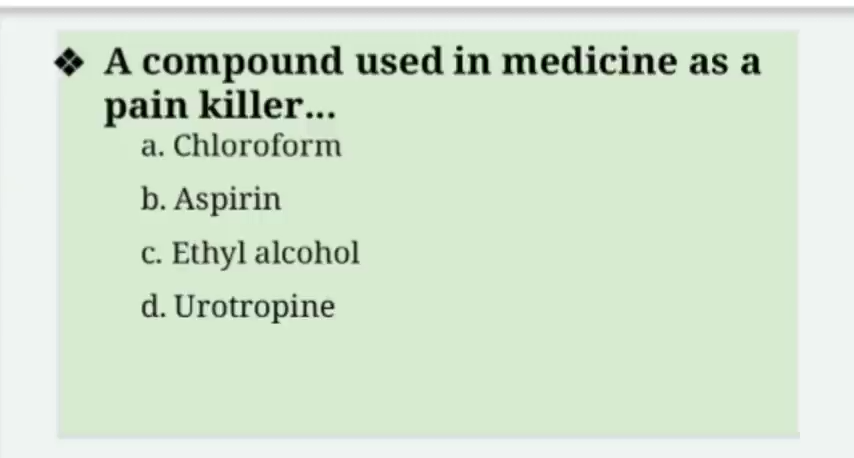 ❖ A compound used in medicine as a
pain killer...
a. Chloroform
b. Aspirin
c. Ethyl alcohol
d. Urotropine